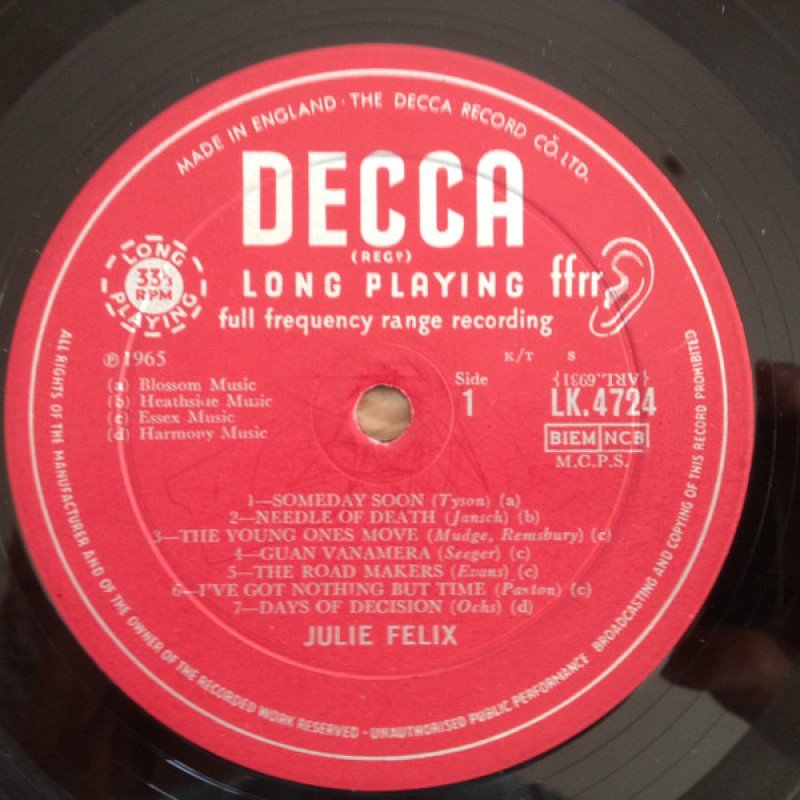 MADE IN ENGLAND · THE DECCA RECORD CO. LTD.
DECCA
(REGD)
LONG PLAYING ffrr
full frequency range recording
LONG 33⅓ RPM PLAYING
℗ 1965
(a) Blossom Music
(b) Heathside Music
(c) Essex Music
(d) Harmony Music
K/T S
Side
1
{ARL.6931}
LK.4724
BIEM NCB
M.C.P.S.
1—SOMEDAY SOON (Tyson) (a)
2—NEEDLE OF DEATH (Jansch) (b)
3—THE YOUNG ONES MOVE (Mudge, Remsbury) (c)
4—GUAN VANAMERA (Seeger) (c)
5—THE ROAD MAKERS (Evans) (c)
6—I'VE GOT NOTHING BUT TIME (Paxton) (c)
7—DAYS OF DECISION (Ochs) (d)
JULIE FELIX
ALL RIGHTS OF THE MANUFACTURER AND OF THE OWNER OF THE RECORDED WORK RESERVED - UNAUTHORISED PUBLIC PERFORMANCE BROADCASTING AND COPYING OF THIS RECORD PROHIBITED